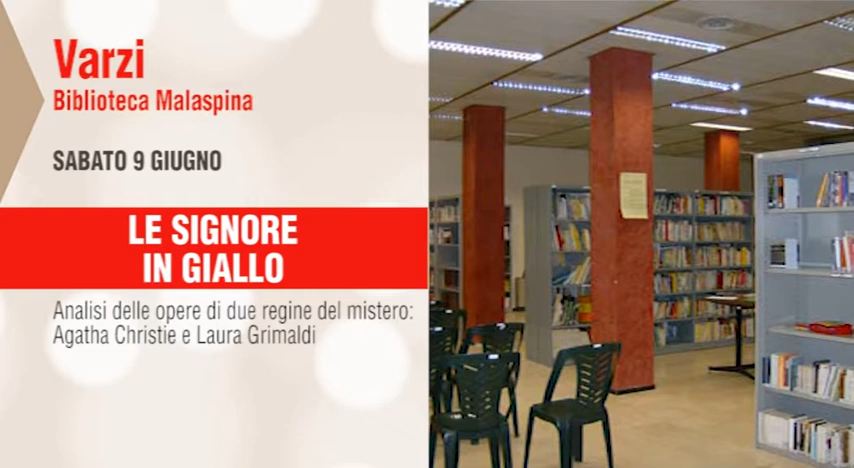 Varzi
Biblioteca Malaspina
SABATO 9 GIUGNO
LE SIGNORE
IN GIALLO
Analisi delle opere di due regine del mistero:
Agatha Christie e Laura Grimaldi